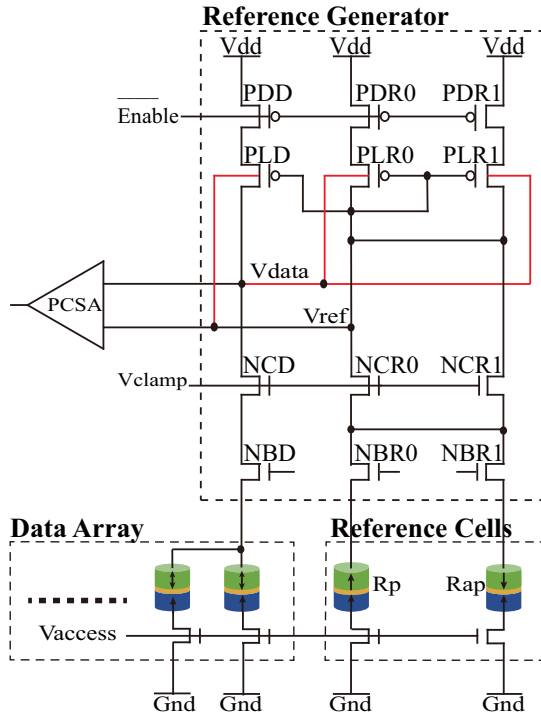 Reference Generator
Vdd Vdd Vdd
PDD PDR0 PDR1
Enable
PLD PLR0 PLR1
Vdata
PCSA
Vref
NCD NCR0 NCR1
Vclamp
NBD NBR0 NBR1
Data Array Reference Cells
Rp Rap
Vaccess
Gnd Gnd Gnd Gnd